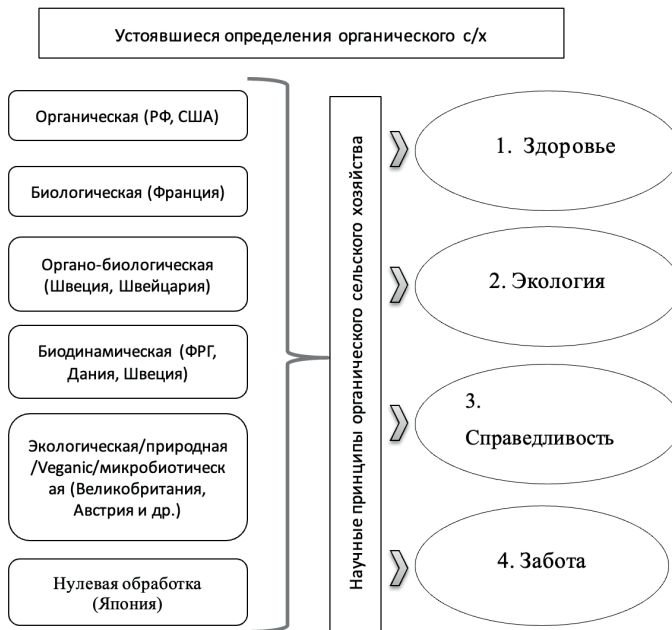 Устоявшиеся определения органического с/х
Органическая (РФ, США)
Биологическая (Франция)
Органо-биологическая
(Швеция, Швейцария)
Биодинамическая (ФРГ,
Дания, Швеция)
Экологическая/природная
/Veganic/микробиотическ
ая (Великобритания,
Австрия и др.)
Нулевая обработка
(Япония)
Научные принципы органического сельского хозяйства
1. Здоровье
2. Экология
3.
Справедливость
4. Забота